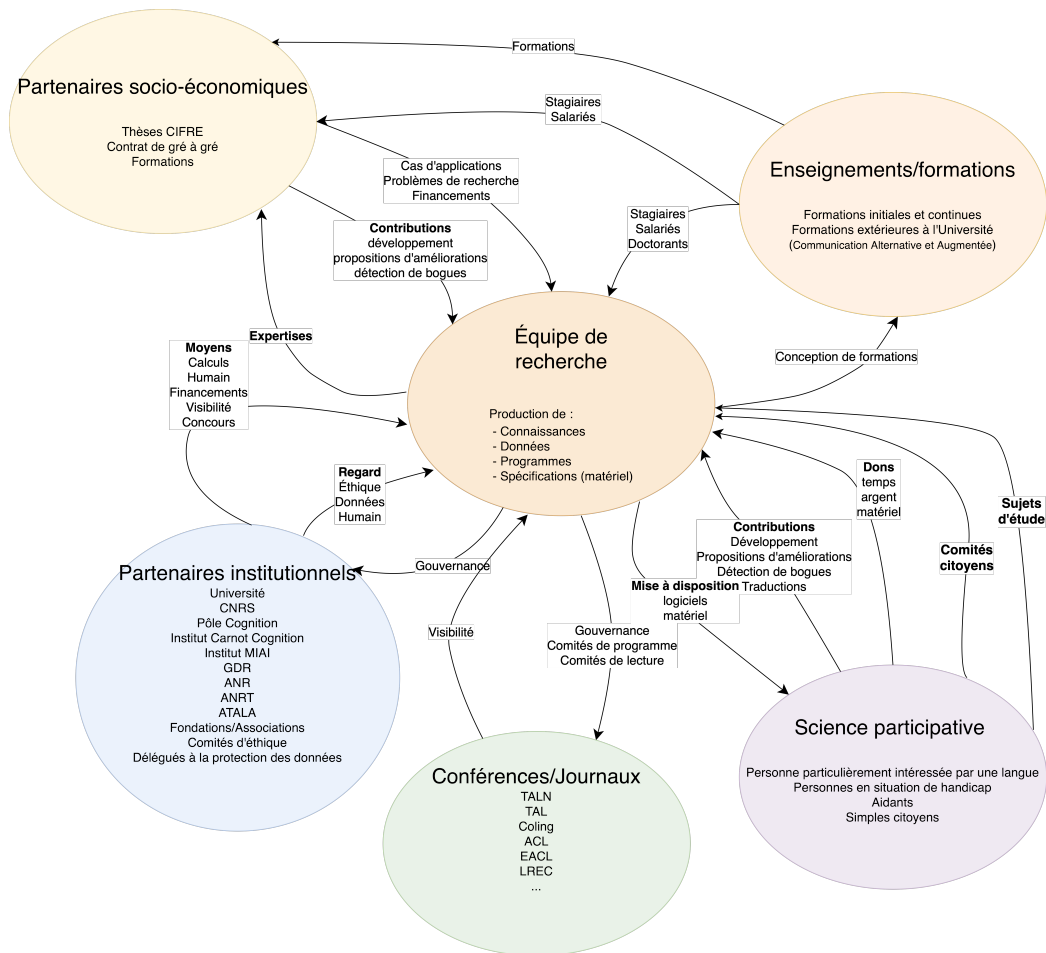 Formations
Partenaires socio-économiques
Thèses CIFRE
Contrat de gré à gré
Formations
Stagiaires
Salariés
Enseignements/formations
Formations initiales et continues
Formations extérieures à l'Université
(Communication Alternative et Augmentée)
Cas d'applications
Problèmes de recherche
Financements
Stagiaires
Salariés
Doctorants
Contributions
développement
propositions d'améliorations
détection de bogues
Expertises
Moyens
Calculs
Humain
Financements
Visibilité
Concours
Équipe de
recherche
Production de :
- Connaissances
- Données
- Programmes
- Spécifications (matériel)
Conception de formations
Regard
Éthique
Données
Humain
Dons
temps
argent
matériel
Sujets
d'étude
Contributions
Développement
Propositions d'améliorations
Détection de bogues
Traductions
Comités
citoyens
Gouvernance
Mise à disposition
logiciels
matériel
Visibilité
Gouvernance
Comités de programme
Comités de lecture
Partenaires institutionnels
Université
CNRS
Pôle Cognition
Institut Carnot Cognition
Institut MIAI
GDR
ANR
ANRT
ATALA
Fondations/Associations
Comités d'éthique
Délégués à la protection des données
Science participative
Personne particulièrement intéressée par une langue
Personnes en situation de handicap
Aidants
Simples citoyens
Conférences/Journaux
TALN
TAL
Coling
ACL
EACL
LREC
...